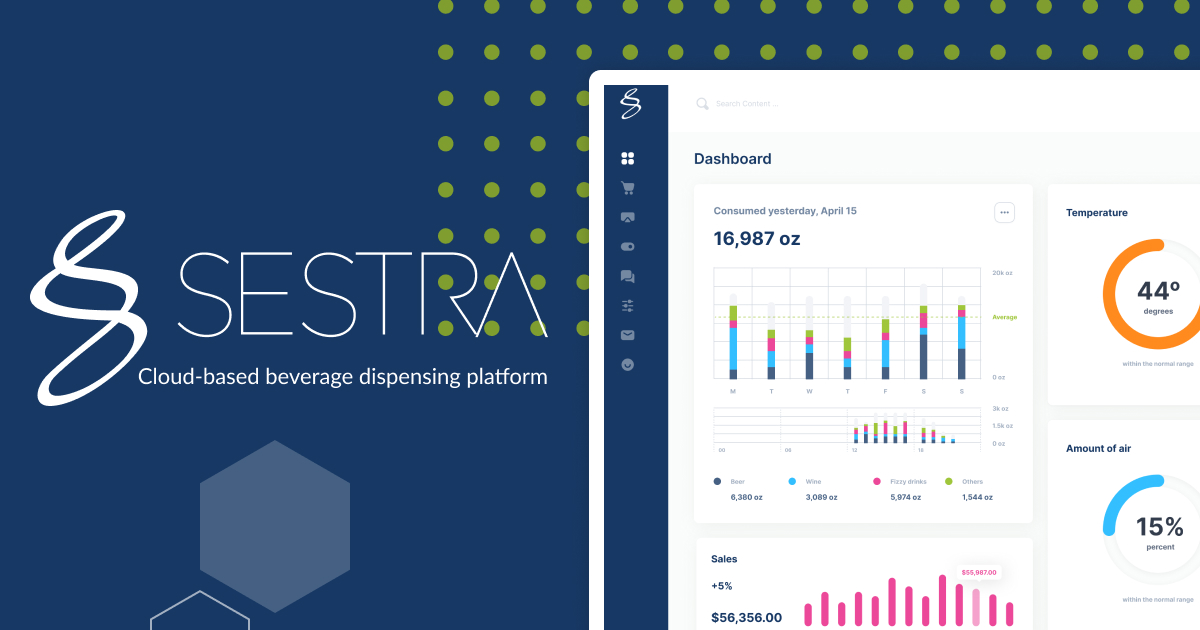 SESTRA
Cloud-based beverage dispensing platform
Search Content ...
Dashboard
Consumed yesterday, April 15
16,987 oz
20k oz
Average
0 oz
M T W T F S S
3k oz
1.5k oz
0 oz
00 06 12 18
Beer Wine Fizzy drinks Others
6,380 oz 3,089 oz 5,974 oz 1,544 oz
Temperature
44º
degrees
within the normal range
Amount of air
15%
percent
within the normal range
Sales
+5%
$56,356.00
$55,987.00